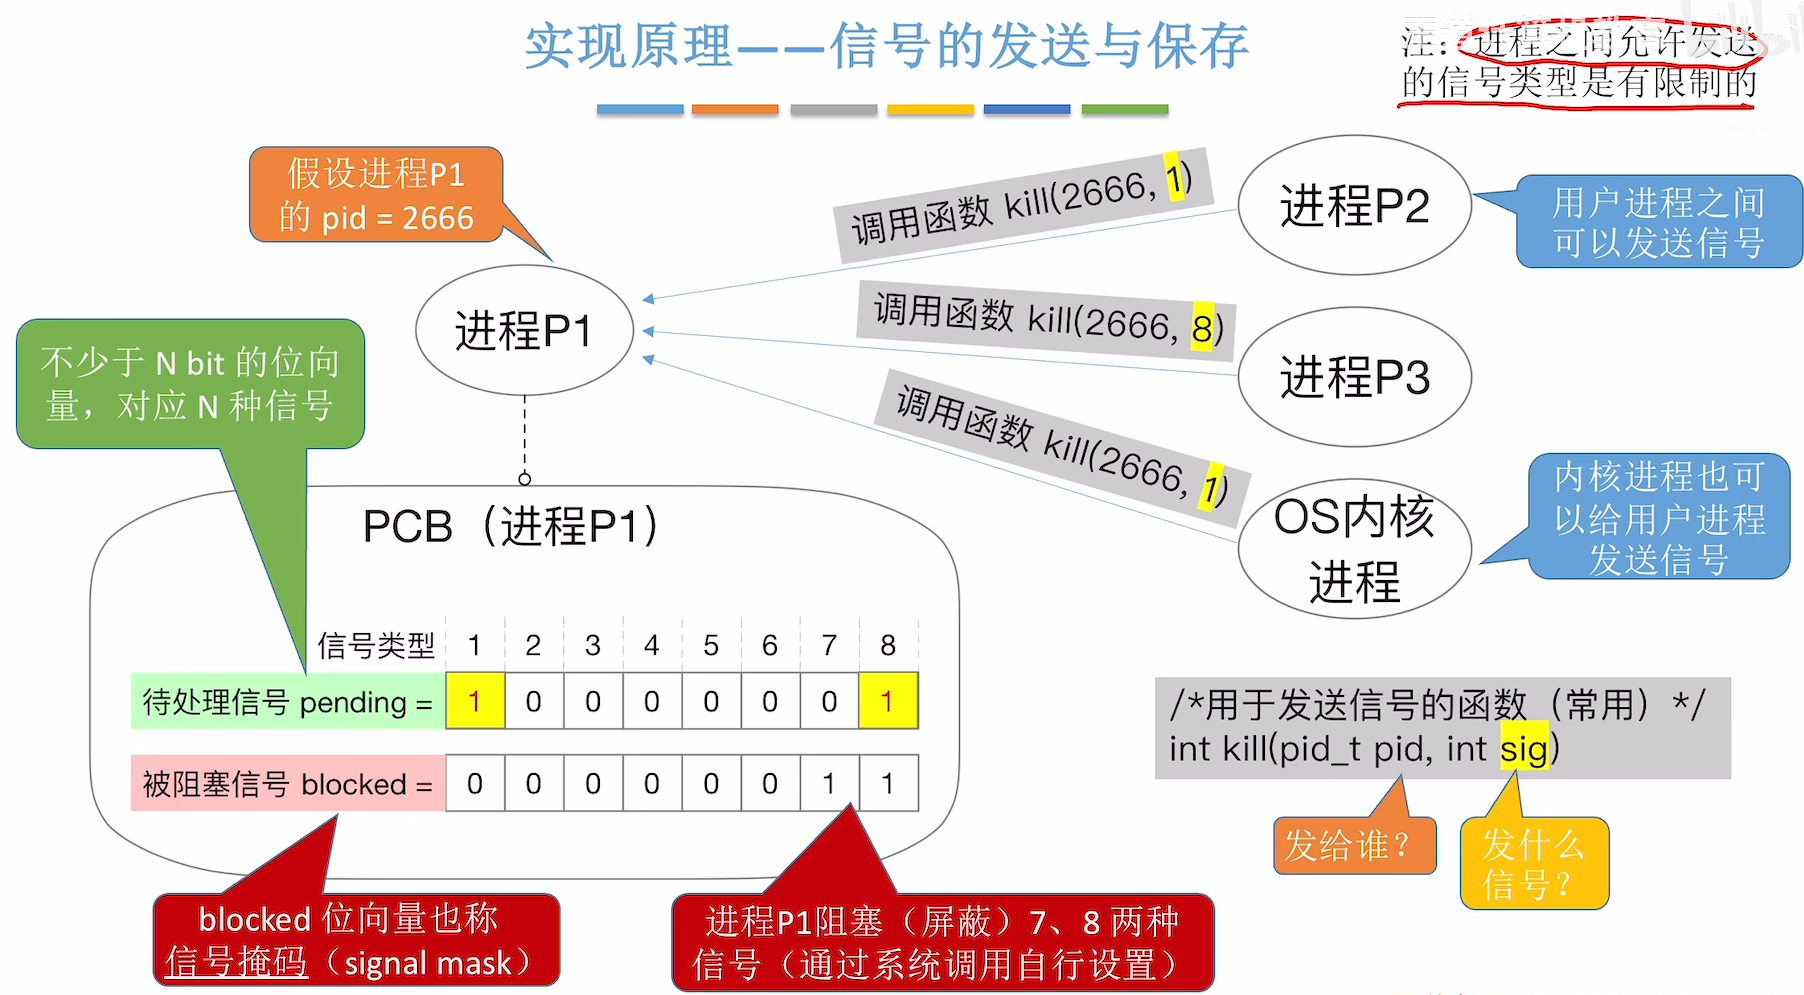 实现原理——信号的发送与保存
注：进程之间允许发送
的信号类型是有限制的
假设进程P1
的 pid = 2666
调用函数 kill(2666, 1)
进程P2
用户进程之间
可以发送信号
进程P1
调用函数 kill(2666, 8)
进程P3
不少于 N bit 的位向
量，对应 N 种信号
调用函数 kill(2666, 1)
OS内核
进程
内核进程也可
以给用户进程
发送信号
PCB（进程P1）
信号类型 1 2 3 4 5 6 7 8
待处理信号 pending = 1 0 0 0 0 0 0 1
被阻塞信号 blocked = 0 0 0 0 0 0 1 1
/*用于发送信号的函数（常用）*/
int kill(pid_t pid, int sig)
发给谁？
发什么
信号？
blocked 位向量也称
信号掩码（signal mask）
进程P1阻塞（屏蔽）7、8 两种
信号（通过系统调用自行设置）